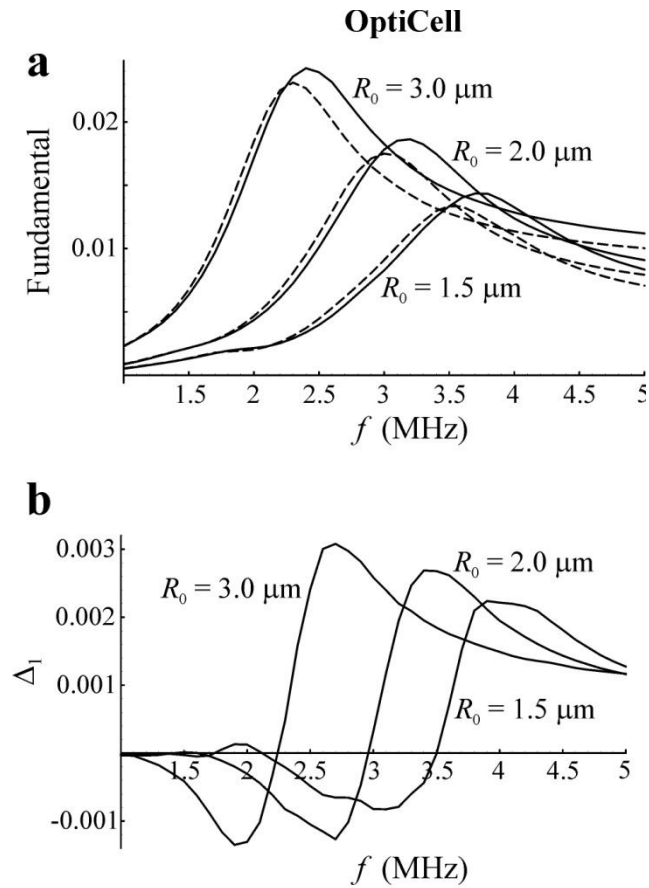 OptiCell
a
Fundamental
0.02
0.01
R0 = 3.0 μm
R0 = 2.0 μm
R0 = 1.5 μm
1.5 2 2.5 3 3.5 4 4.5 5
f (MHz)
b
Δ1
0.003
0.002
0.001
-0.001
R0 = 3.0 μm
R0 = 2.0 μm
R0 = 1.5 μm
1.5 2 2.5 3 3.5 4 4.5 5
f (MHz)